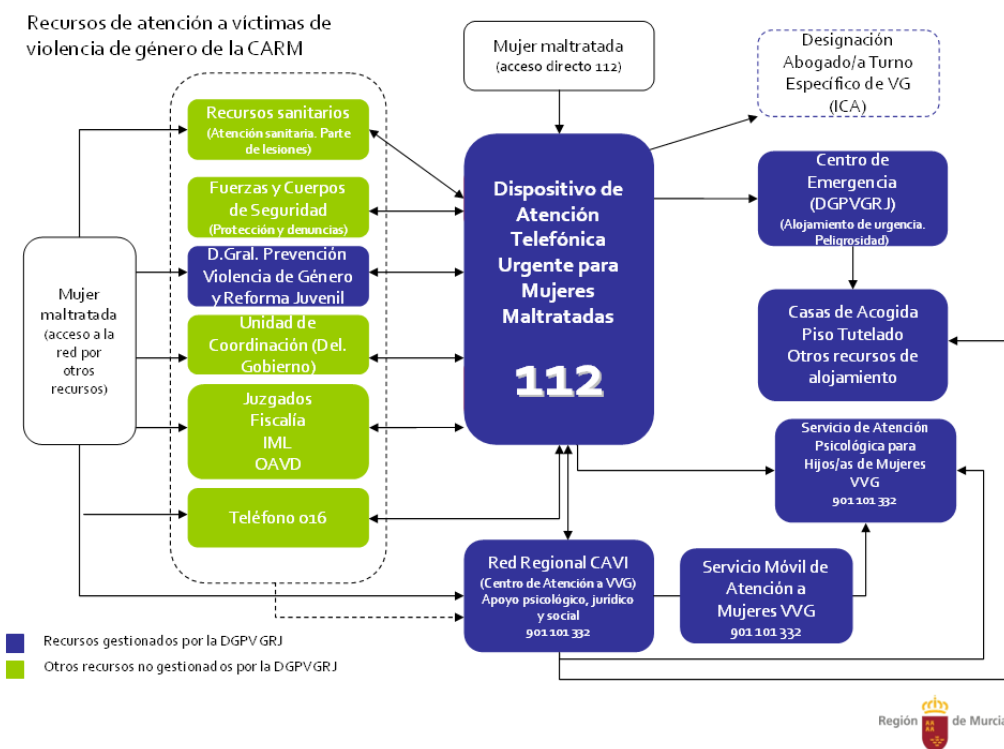 Recursos de atención a víctimas de
violencia de género de la CARM
Mujer maltratada
(acceso directo 112)
Designación
Abogado/a Turno
Específico de VG
(ICA)
Recursos sanitarios
(Atención sanitaria. Parte
de lesiones)
Fuerzas y Cuerpos
de Seguridad
(Protección y denuncias)
D.Gral. Prevención
Violencia de Género
y Reforma Juvenil
Unidad de
Coordinación (Del.
Gobierno)
Juzgados
Fiscalía
IML
OAVD
Teléfono 016
Mujer
maltratada
(acceso a la
red por
otros
recursos)
Dispositivo de
Atención
Telefónica
Urgente para
Mujeres
Maltratadas
112
Centro de
Emergencia
(DGPVGRJ)
(Alojamiento de urgencia.
Peligrosidad)
Casas de Acogida
Piso Tutelado
Otros recursos de
alojamiento
Servicio de Atención
Psicológica para
Hijos/as de Mujeres
VVG
901 101 332
Red Regional CAVI
(Centro de Atención a VVG)
Apoyo psicológico, jurídico
y social
901 101 332
Servicio Móvil de
Atención a
Mujeres VVG
901 101 332
Recursos gestionados por la DGPVGRJ
Otros recursos no gestionados por la DGPVGRJ
Región de Murcia